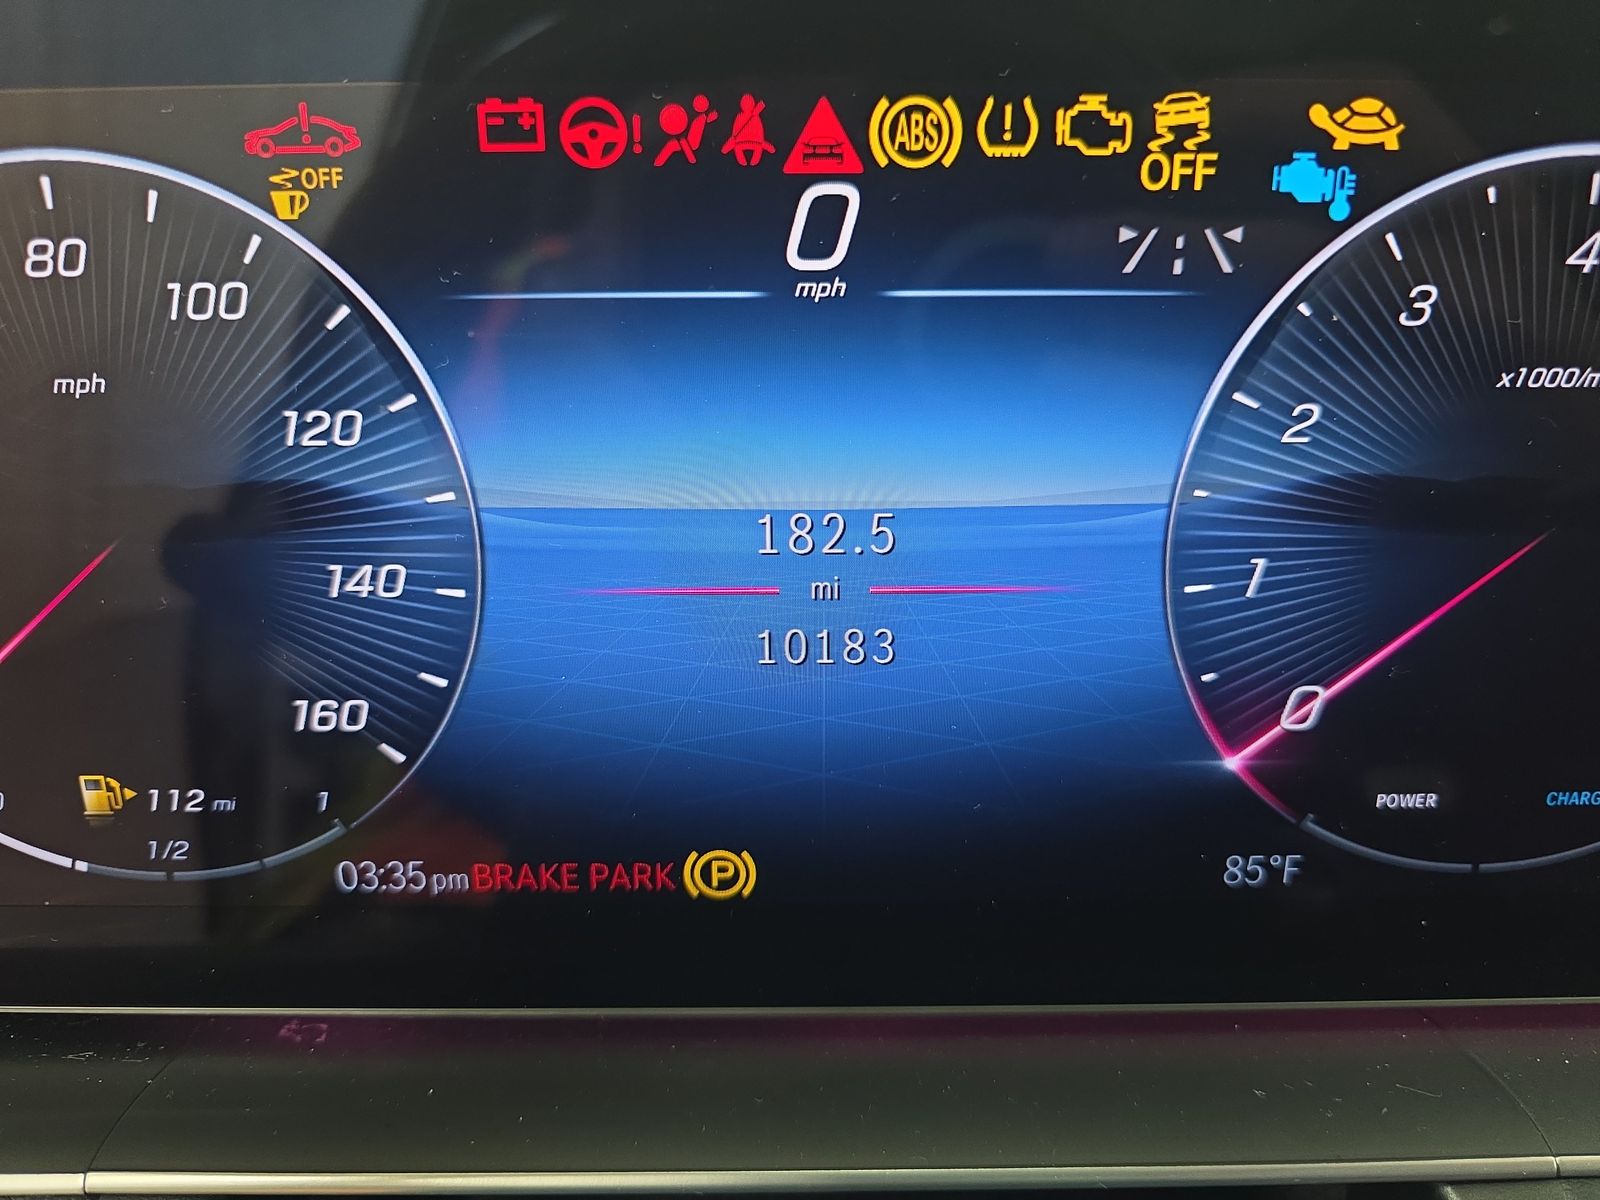 OFF
ABS
OFF
0
mph
80
100
120
140
160
mph
4
3
2
1
0
x1000/m
182.5
mi
10183
112 mi
1/2
1
03:35 pm BRAKE PARK P
POWER
CHARG
85°F